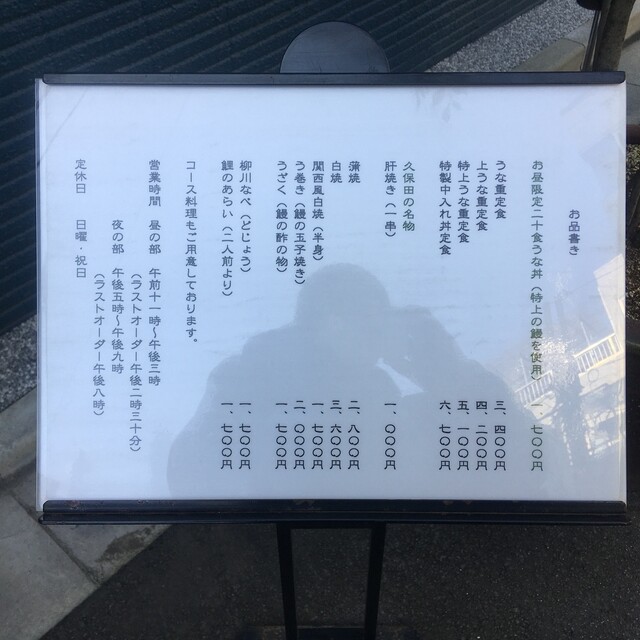 お品書き
お昼限定二十食うな丼（特上の鰻を使用） 一、七〇〇円
うな重定食 三、四〇〇円
上うな重定食 四、二〇〇円
特上うな重定食 五、一〇〇円
特製中入れ丼定食 六、七〇〇円
久保田の名物
肝焼き（一串） 一、〇〇〇円
蒲焼 二、八〇〇円
白焼 三、六〇〇円
関西風白焼（半身） 一、七〇〇円
う巻き（鰻の玉子焼き） 二、〇〇〇円
うざく（鰻の酢の物） 一、七〇〇円
柳川なべ（どじょう） 一、七〇〇円
鯉のあらい（二人前より） 一、七〇〇円
コース料理もご用意しております。
営業時間 昼の部 午前十一時～午後三時
（ラストオーダー午後二時三十分）
夜の部 午後五時～午後九時
（ラストオーダー午後八時）
定休日 日曜・祝日